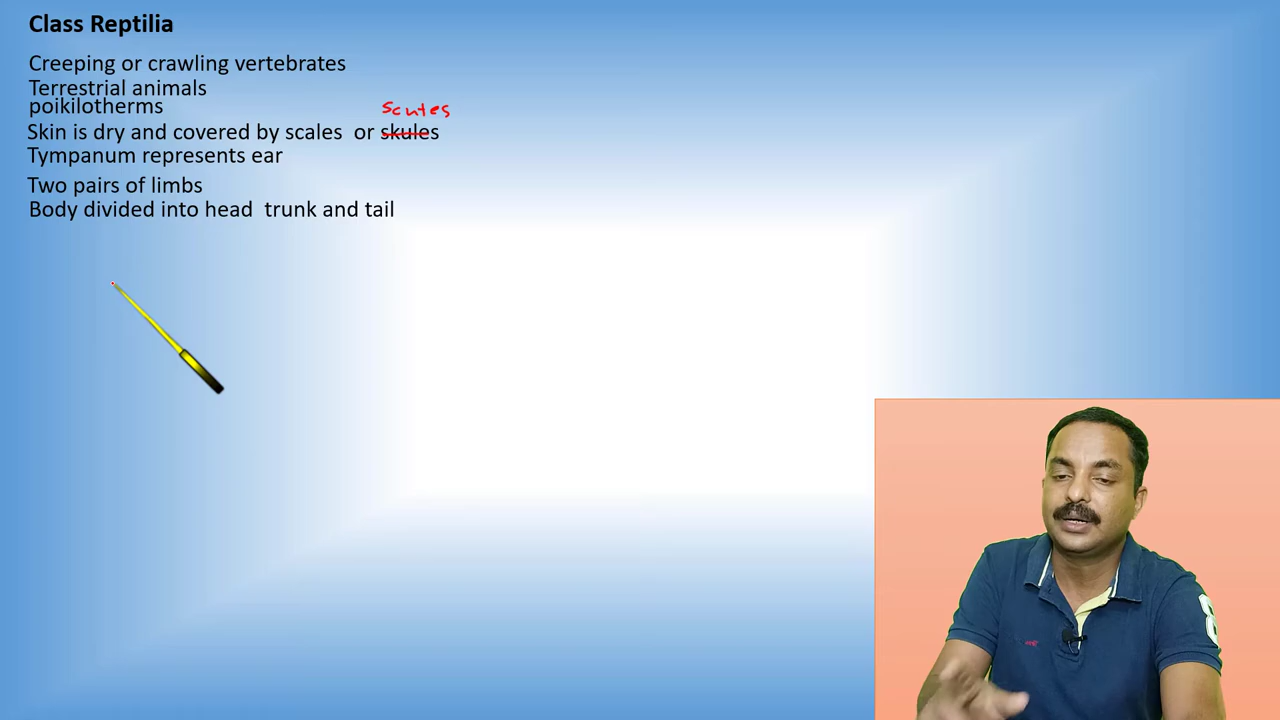 Class Reptilia
Creeping or crawling vertebrates
Terrestrial animals
poikilotherms
scutes
Skin is dry and covered by scales or skules
Tympanum represents ear
Two pairs of limbs
Body divided into head trunk and tail
8